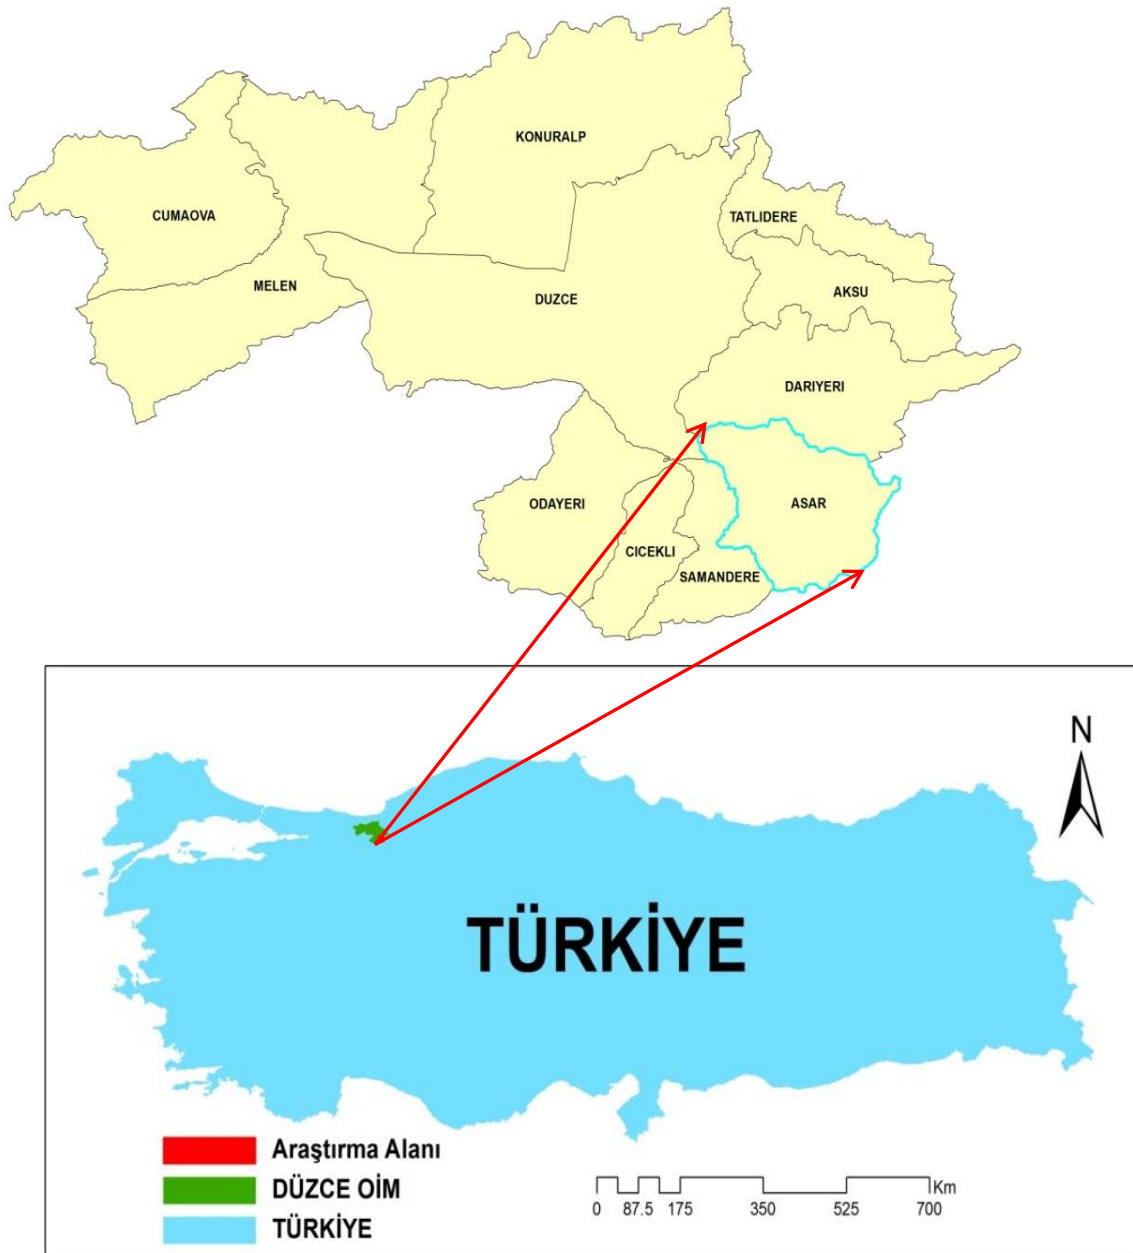 KONURALP
CUMAOVA
TATLIDERE
MELEN
DUZCE
AKSU
DARIYERI
ODAYERI
ASAR
CICEKLI
SAMANDERE
N
TÜRKİYE
Araştırma Alanı
DÜZCE OİM
TÜRKİYE
Km
0 87.5 175 350 525 700